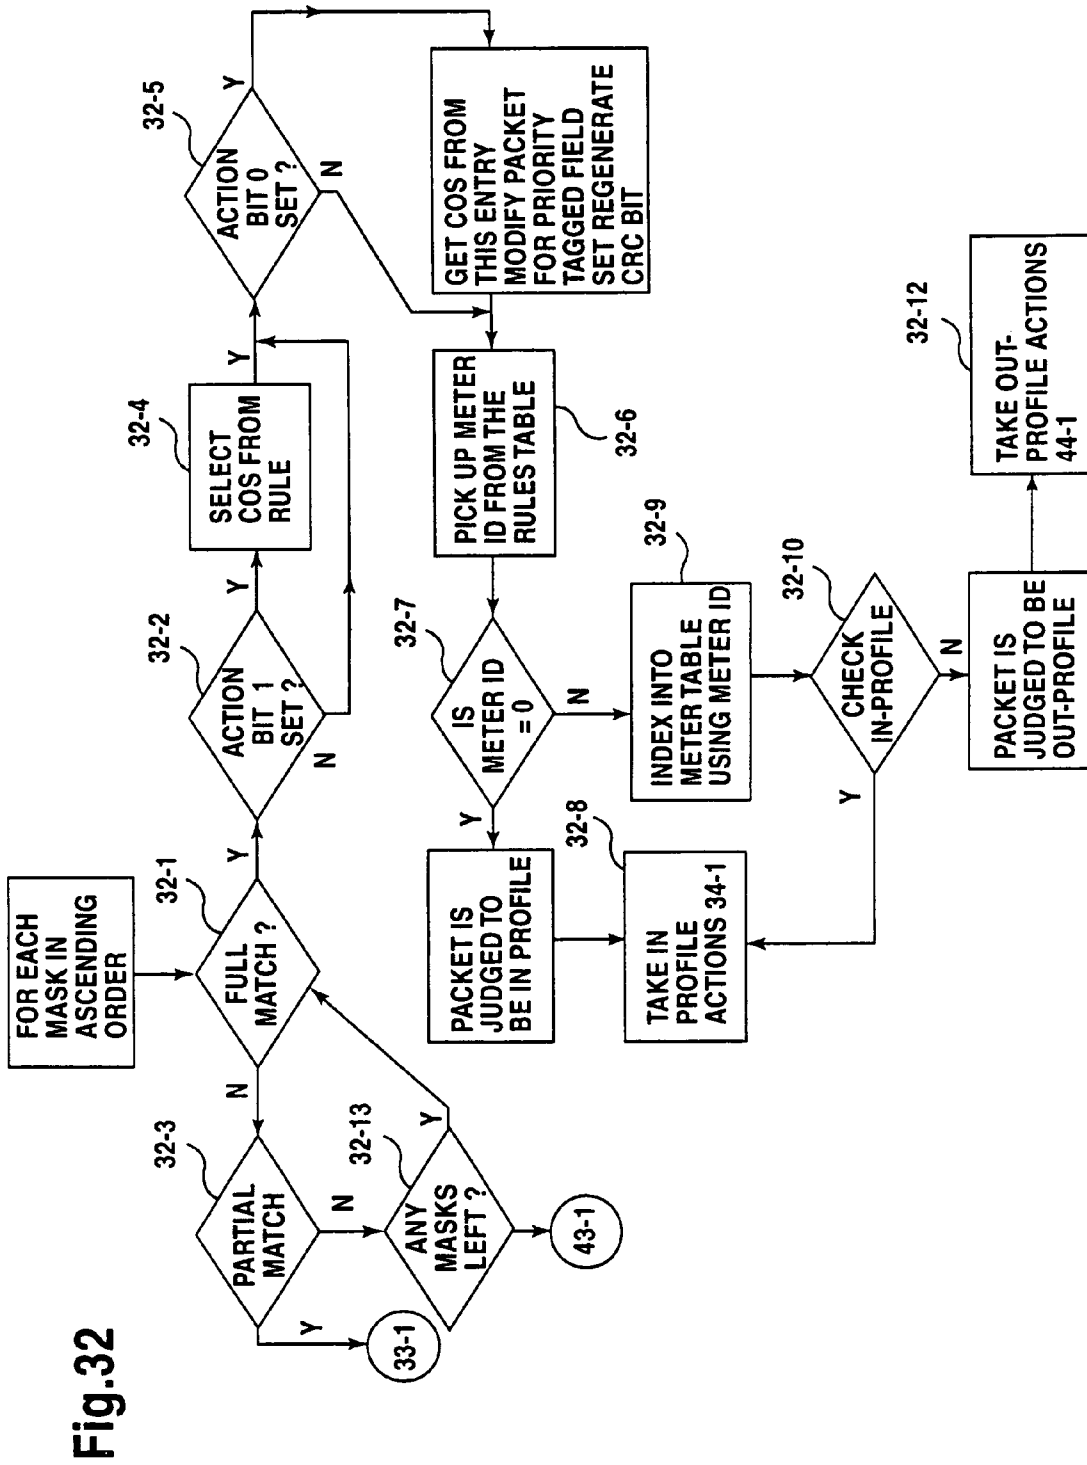 FOR EACH
MASK IN
ASCENDING
ORDER
32-1
FULL
MATCH ?
Y
N
32-2
ACTION
BIT 1
SET ?
Y
N
32-4
SELECT
COS FROM
RULE
Y
32-5
ACTION
BIT 0
SET ?
Y
N
GET COS FROM
THIS ENTRY
MODIFY PACKET
FOR PRIORITY
TAGGED FIELD
SET REGENERATE
CRC BIT
32-3
PARTIAL
MATCH
Y
N
33-1
32-13
ANY
MASKS
LEFT ?
Y
43-1
PICK UP METER
ID FROM THE
RULES TABLE
32-6
32-7
IS
METER ID
= 0
Y
N
PACKET IS
JUDGED TO
BE IN PROFILE
32-8
TAKE IN
PROFILE
ACTIONS 34-1
32-9
INDEX INTO
METER TABLE
USING METER ID
32-10
CHECK
IN-PROFILE
Y
N
PACKET IS
JUDGED TO BE
OUT-PROFILE
32-12
TAKE OUT-
PROFILE ACTIONS
44-1
Fig.32